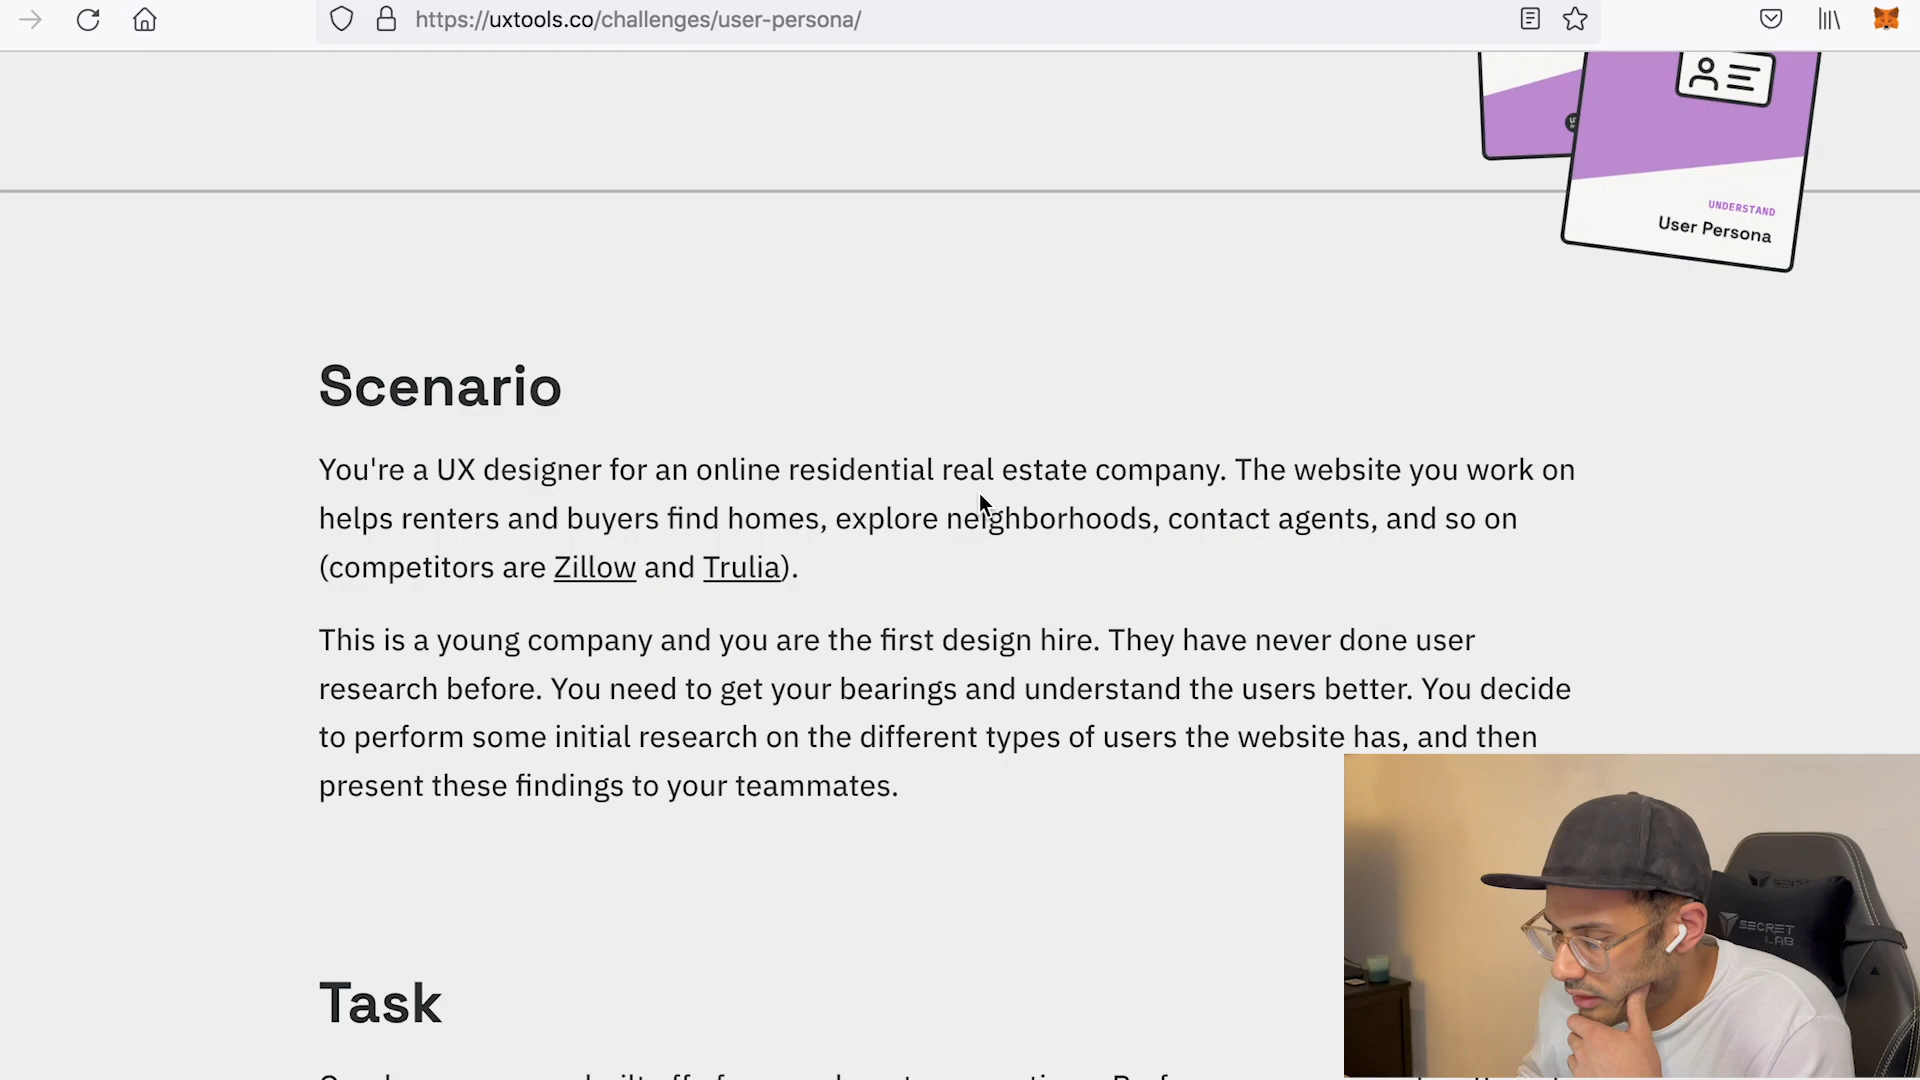 https://uxtools.co/challenges/user-persona/
UNDERSTAND
User Persona
Scenario
You're a UX designer for an online residential real estate company. The website you work on
helps renters and buyers find homes, explore neighborhoods, contact agents, and so on
(competitors are Zillow and Trulia).
This is a young company and you are the first design hire. They have never done user
research before. You need to get your bearings and understand the users better. You decide
to perform some initial research on the different types of users the website has, and then
present these findings to your teammates.
SECRET
LAB
Task